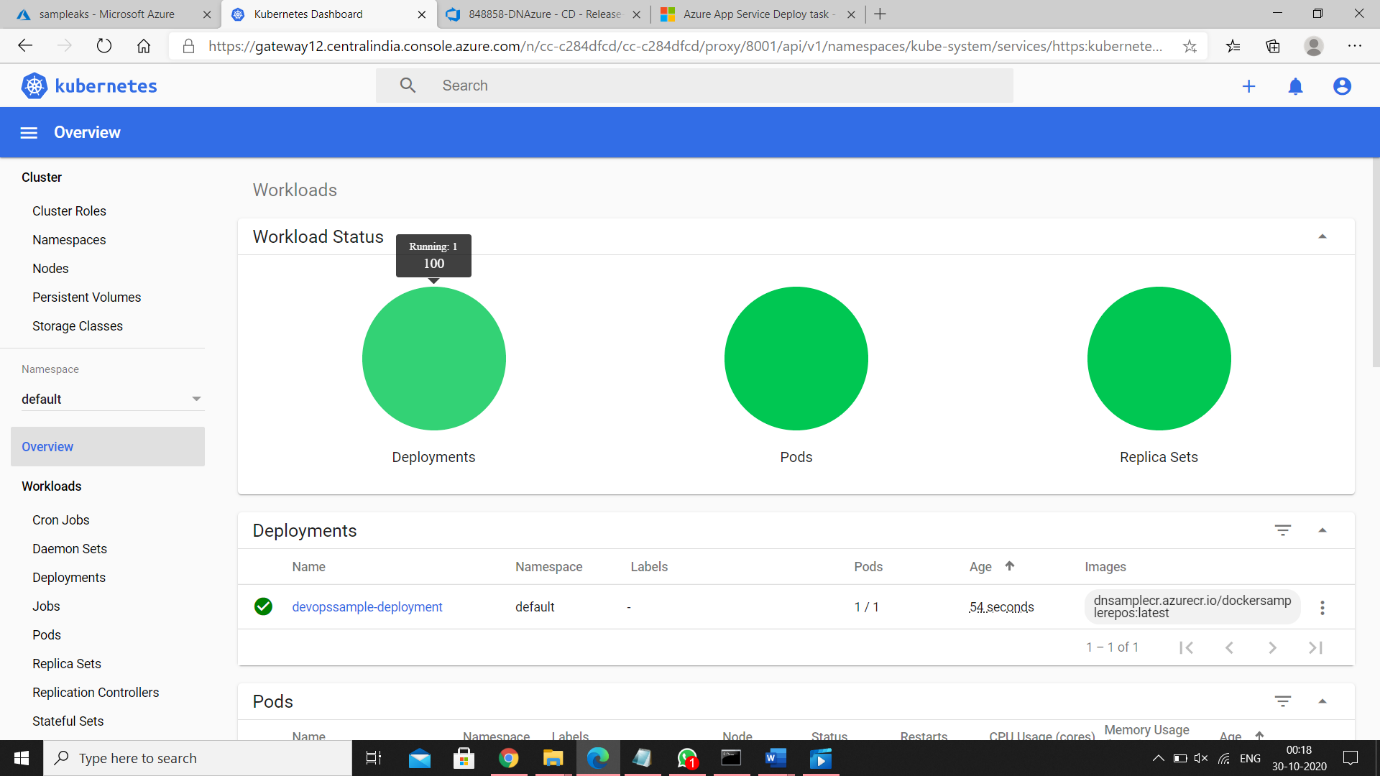 sampleaks - Microsoft Azure
Kubernetes Dashboard
848858-DNAzure - CD - Release-
Azure App Service Deploy task -
https://gateway12.centralindia.console.azure.com/n/cc-c284dfcd/cc-c284dfcd/proxy/8001/api/v1/namespaces/kube-system/services/https:kubernete...
kubernetes
Search
Overview
Cluster
Cluster Roles
Namespaces
Nodes
Persistent Volumes
Storage Classes
Namespace
default
Overview
Workloads
Cron Jobs
Daemon Sets
Deployments
Jobs
Pods
Replica Sets
Replication Controllers
Stateful Sets
Workloads
Workload Status
Running: 1
100
Deployments
Pods
Replica Sets
Deployments
Name Namespace Labels Pods Age Images
devopssample-deployment default - 1 / 1 54 seconds dnsamplecr.azurecr.io/dockersamp
lerepos:latest
1 – 1 of 1
Pods
Name Namespace Labels Node Status Restarts CPU Usage (cores) Memory Usage Age
Type here to search
1
ENG
00:18
30-10-2020